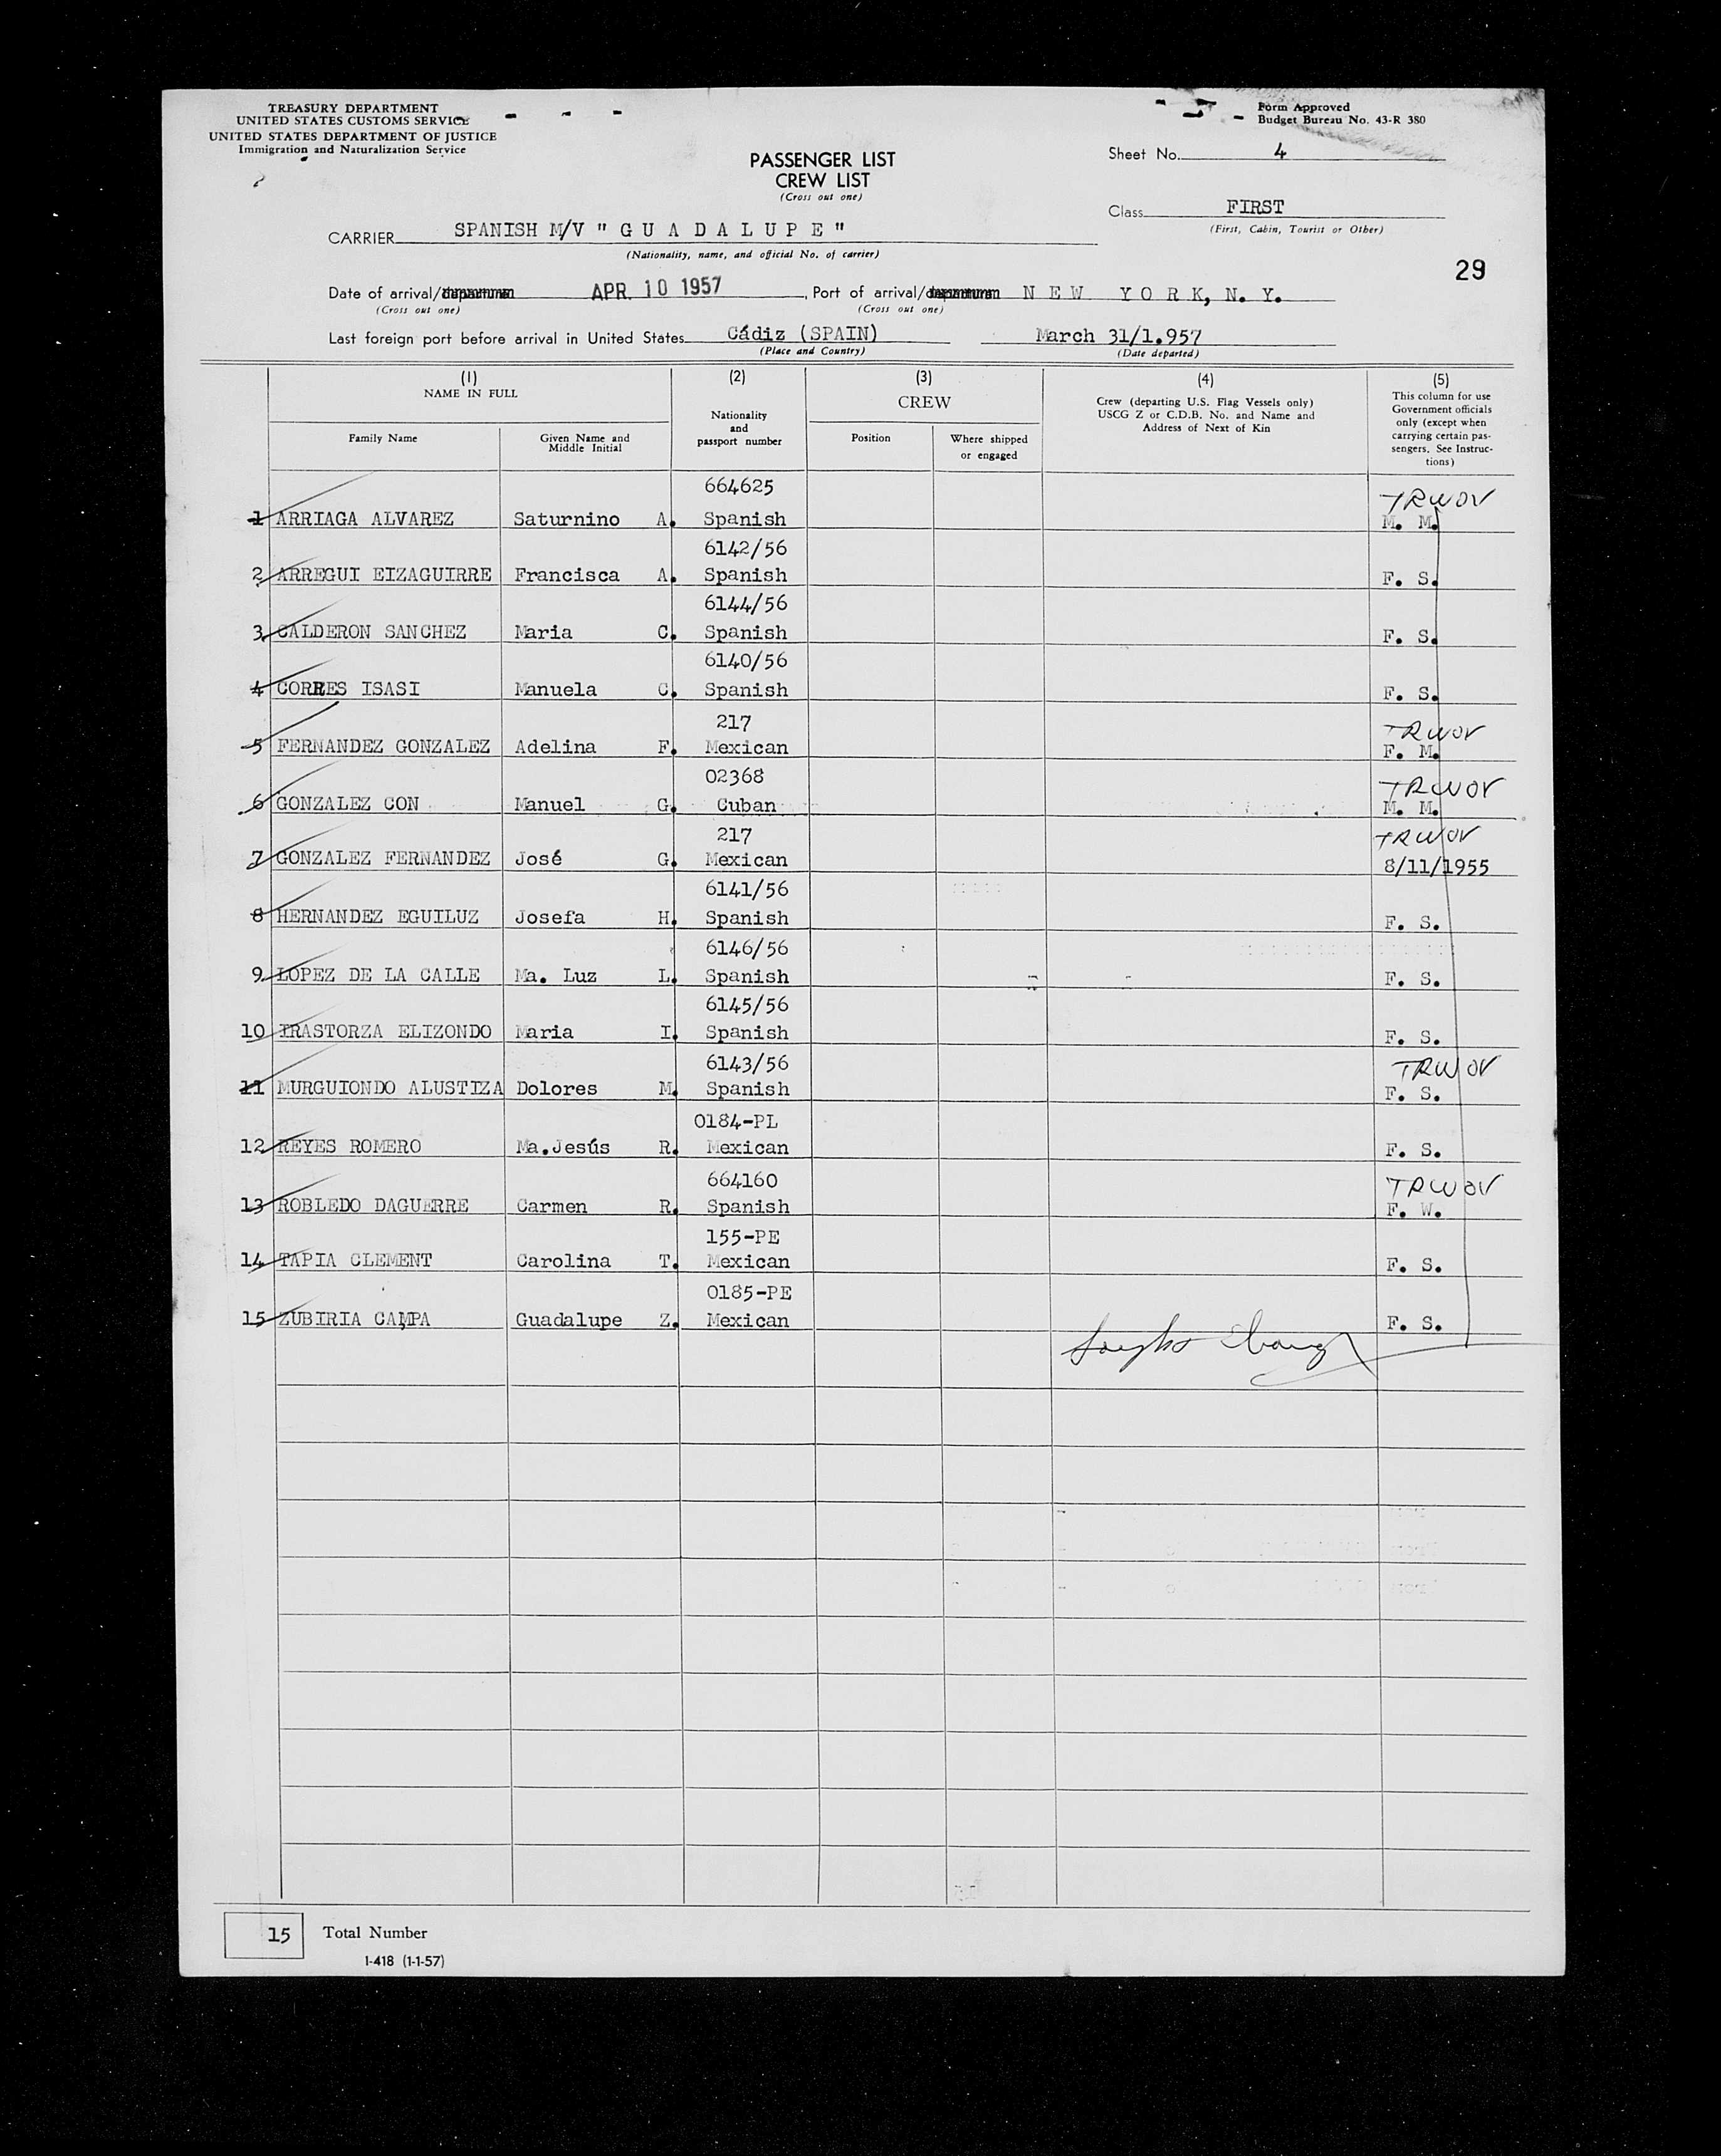 TREASURY DEPARTMENT
UNITED STATES CUSTOMS SERVICE
UNITED STATES DEPARTMENT OF JUSTICE
Immigration and Naturalization Service
Form Approved
Budget Bureau No. 43-R 380
PASSENGER LIST
CREW LIST
(Cross out one)
Sheet No. 4
Class FIRST
(First, Cabin, Tourist or Other)
CARRIER SPANISH M/V " G U A D A L U P E "
(Nationality, name, and official No. of carrier)
29
Date of arrival/departure APR. 10 1957, Port of arrival/departure N E W Y O R K, N. Y.
(Cross out one) (Cross out one)
Last foreign port before arrival in United States Cádiz (SPAIN) March 31/1.957
(Place and Country) (Date departed)
(1) NAME IN FULL
Family Name
Given Name and Middle Initial
(2)
Nationality and passport number
(3)
CREW
Position
Where shipped or engaged
(4)
Crew (departing U.S. Flag Vessels only)
USCG Z or C.D.B. No. and Name and
Address of Next of Kin
(5)
This column for use
Government officials
only (except when
carrying certain pas-
sengers. See Instruc-
tions)
664625 TRWOV
1 ARRIAGA ALVAREZ Saturnino A. Spanish M. M.
6142/56
2 ARREGUI EIZAGUIRRE Francisca A. Spanish F. S.
6144/56
3 CALDERON SANCHEZ Maria C. Spanish F. S.
6140/56
4 CORRES ISASI Manuela C. Spanish F. S.
217 TRWOV
5 FERNANDEZ GONZALEZ Adelina F. Mexican F. M.
02368 TRWOV
6 GONZALEZ CON Manuel G. Cuban M. M.
217 TRWOV
7 GONZALEZ FERNANDEZ José G. Mexican 8/11/1955
6141/56
8 HERNANDEZ EGUILUZ Josefa H. Spanish F. S.
6146/56
9 LOPEZ DE LA CALLE Ma. Luz L. Spanish F. S.
6145/56
10 IRASTORZA ELIZONDO Maria I. Spanish F. S.
6143/56 TRWOV
11 MURGUIONDO ALUSTIZA Dolores M. Spanish F. S.
0184-PL
12 REYES ROMERO Ma.Jesús R. Mexican F. S.
664160 TRWOV
13 ROBLEDO DAGUERRE Carmen R. Spanish F. W.
155-PE
14 TAPIA CLEMENT Carolina T. Mexican F. S.
0185-PE
15 ZUBIRIA CAMPA Guadalupe Z. Mexican F. S.
15 Total Number
I-418 (1-1-57)